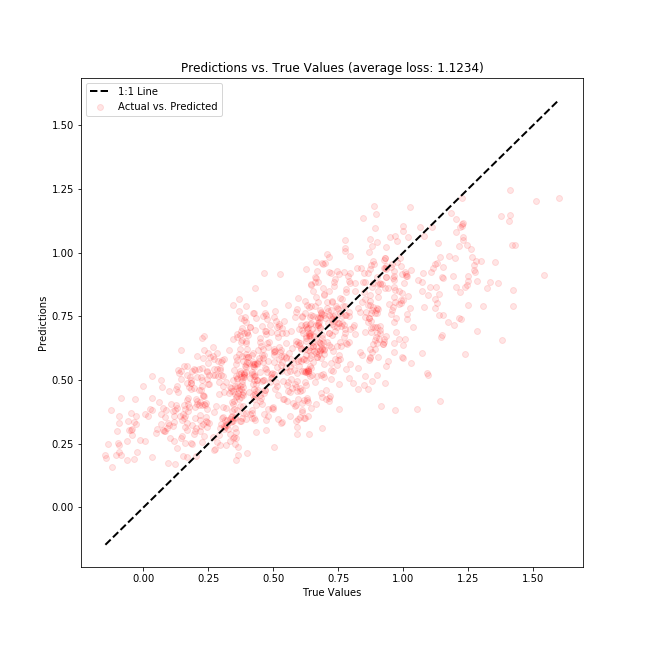 Predictions vs. True Values (average loss: 1.1234)
1:1 Line
Actual vs. Predicted
1.50
1.25
1.00
0.75
0.50
0.25
0.00
Predictions
0.00 0.25 0.50 0.75 1.00 1.25 1.50
True Values